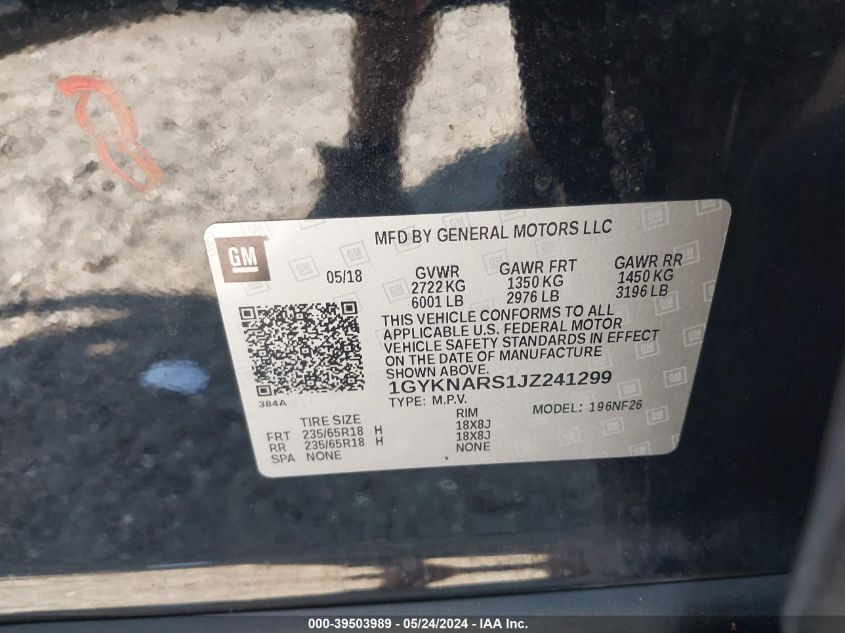 MFD BY GENERAL MOTORS LLC
GM
05/18 GVWR GAWR FRT GAWR RR
2722 KG 1350 KG 1450 KG
6001 LB 2976 LB 3196 LB
THIS VEHICLE CONFORMS TO ALL
APPLICABLE U.S. FEDERAL MOTOR
VEHICLE SAFETY STANDARDS IN EFFECT
ON THE DATE OF MANUFACTURE
SHOWN ABOVE.
1GYKNARS1JZ241299
TYPE: M.P.V. MODEL: 196NF26
384A
TIRE SIZE RIM
FRT 235/65R18 H 18X8J
RR 235/65R18 H 18X8J
SPA NONE NONE
000-39503989 - 05/24/2024 - IAA Inc.